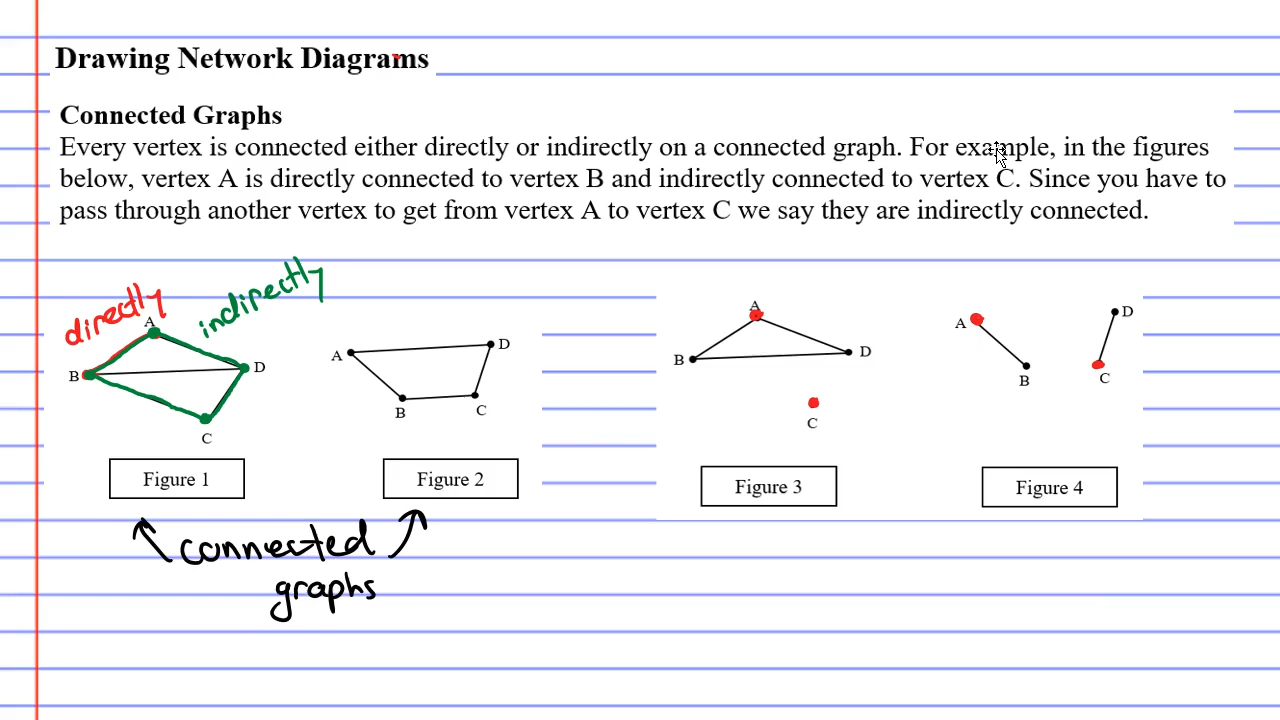 Drawing Network Diagrams
Connected Graphs
Every vertex is connected either directly or indirectly on a connected graph. For example, in the figures
below, vertex A is directly connected to vertex B and indirectly connected to vertex C. Since you have to
pass through another vertex to get from vertex A to vertex C we say they are indirectly connected.
directly
indirectly
A
B
D
C
Figure 1
A
D
B
C
Figure 2
A
B
D
C
Figure 3
A
D
B
C
Figure 4
connected
graphs